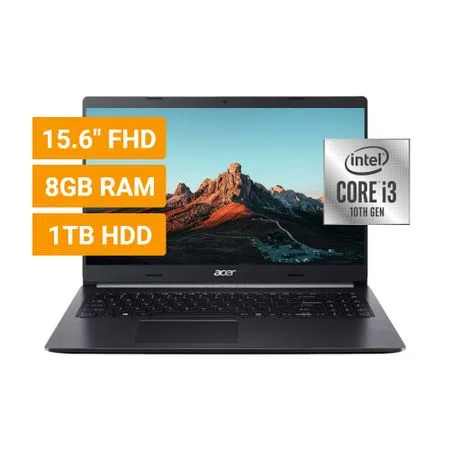 15.6" FHD
8GB RAM
1TB HDD
intel
CORE i3
10TH GEN
acer